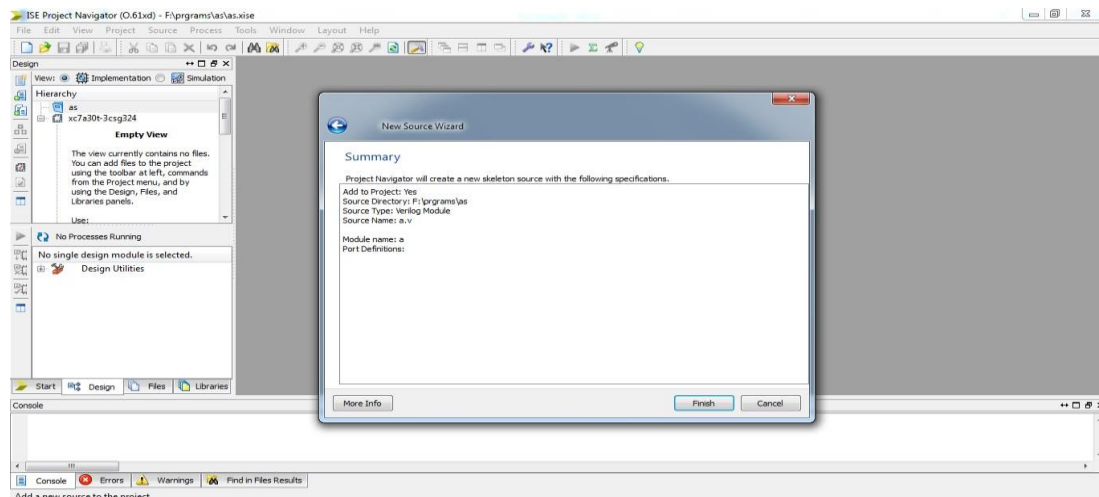 ISE Project Navigator (O.61xd) - F:\prgrams\as\as.xise
File Edit View Project Source Process Tools Window Layout Help
Design
View: Implementation Simulation
Hierarchy
as
xc7a30t-3csg324
Empty View
The view currently contains no files.
You can add files to the project
using the toolbar at left, commands
from the Project menu, and by
using the Design, Files, and
Libraries panels.
Use:
No Processes Running
No single design module is selected.
Design Utilities
Start Design Files Libraries
New Source Wizard
Summary
Project Navigator will create a new skeleton source with the following specifications.
Add to Project: Yes
Source Directory: F:\prgrams\as
Source Type: Verilog Module
Source Name: a.v
Module name: a
Port Definitions:
More Info Finish Cancel
Console
Console Errors Warnings Find in Files Results
Add a new source to the project